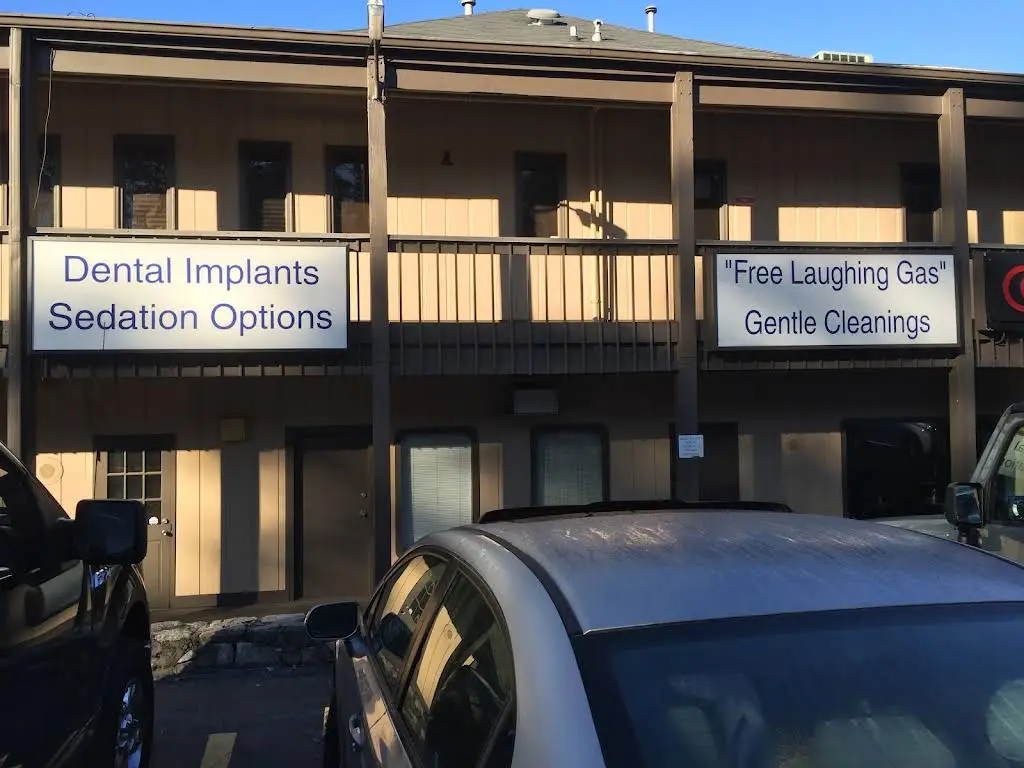 Dental Implants
Sedation Options
"Free Laughing Gas"
Gentle Cleanings